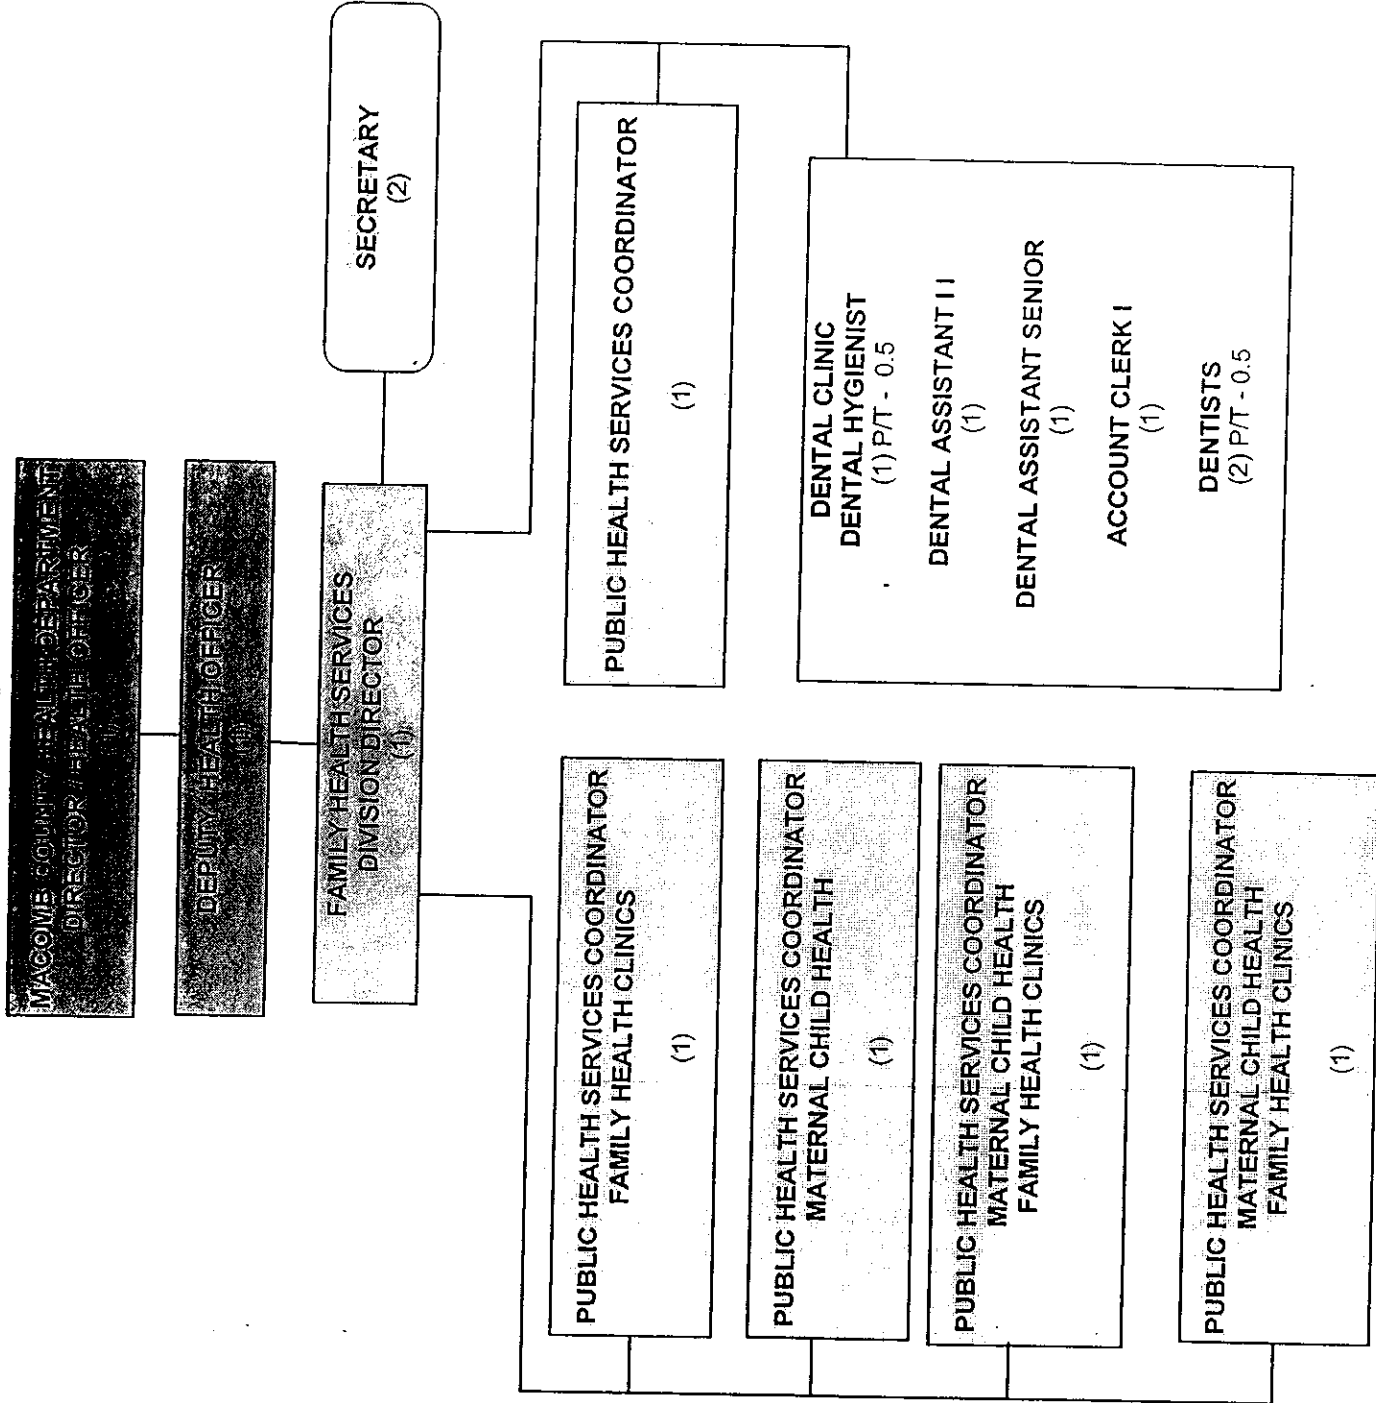 MACOMB COUNTY HEALTH DEPARTMENT
DIRECTOR / HEALTH OFFICER
(1)
DEPUTY HEALTH OFFICER
(1)
FAMILY HEALTH SERVICES
DIVISION DIRECTOR
(1)
SECRETARY
(2)
PUBLIC HEALTH SERVICES COORDINATOR
FAMILY HEALTH CLINICS
(1)
PUBLIC HEALTH SERVICES COORDINATOR
MATERNAL CHILD HEALTH
(1)
PUBLIC HEALTH SERVICES COORDINATOR
MATERNAL CHILD HEALTH
FAMILY HEALTH CLINICS
(1)
PUBLIC HEALTH SERVICES COORDINATOR
MATERNAL CHILD HEALTH
FAMILY HEALTH CLINICS
(1)
PUBLIC HEALTH SERVICES COORDINATOR
(1)
DENTAL CLINIC
DENTAL HYGIENIST
(1) P/T - 0.5
DENTAL ASSISTANT I I
(1)
DENTAL ASSISTANT SENIOR
(1)
ACCOUNT CLERK I
(1)
DENTISTS
(2) P/T - 0.5